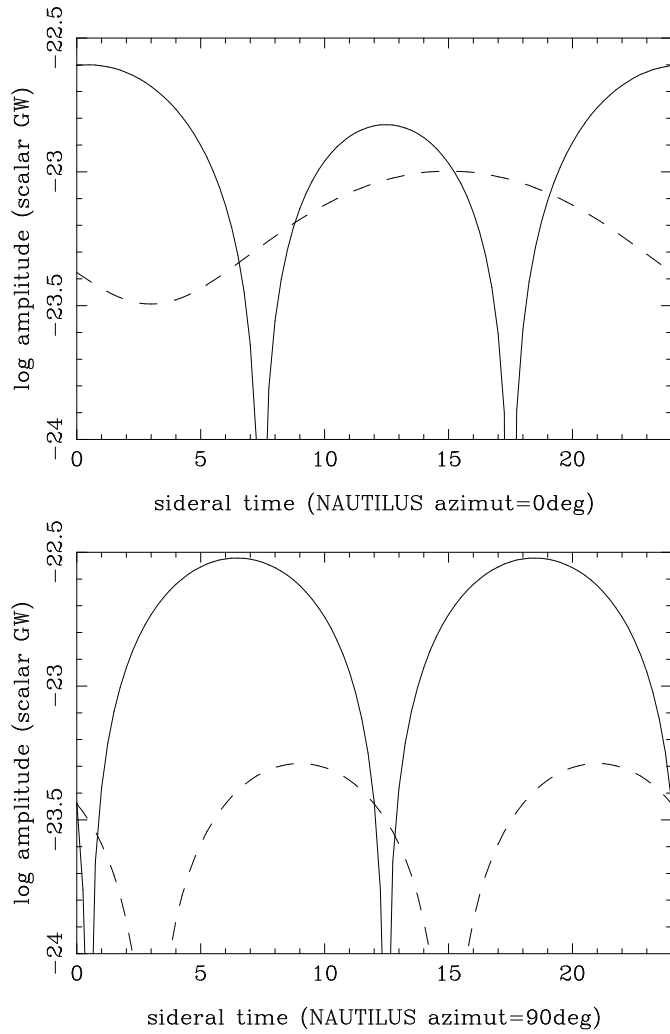 -22.5
-23
-23.5
-24
log amplitude (scalar GW)
0 5 10 15 20
sideral time (NAUTILUS azimut=0deg)
-22.5
-23
-23.5
-24
log amplitude (scalar GW)
0 5 10 15 20
sideral time (NAUTILUS azimut=90deg)